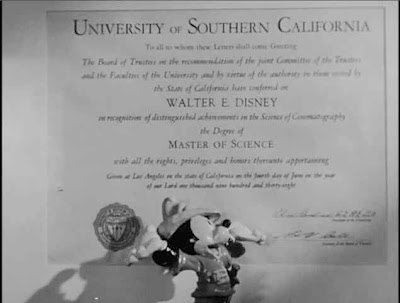 UNIVERSITY OF SOUTHERN CALIFORNIA
To all to whom these Letters shall come Greeting
The Board of Trustees on the recommendation of the joint Committee of the Trustees
and the Faculties of the University and by virtue of the authority in them vested by
the State of California have conferred on
WALTER E. DISNEY
in recognition of distinguished achievements in the Science of Cinematography
the Degree of
MASTER OF SCIENCE
with all the rights, privileges and honors thereunto appertaining
Given at Los Angeles in the state of California on the fourth day of June in the year
of our Lord one thousand nine hundred and thirty-eight